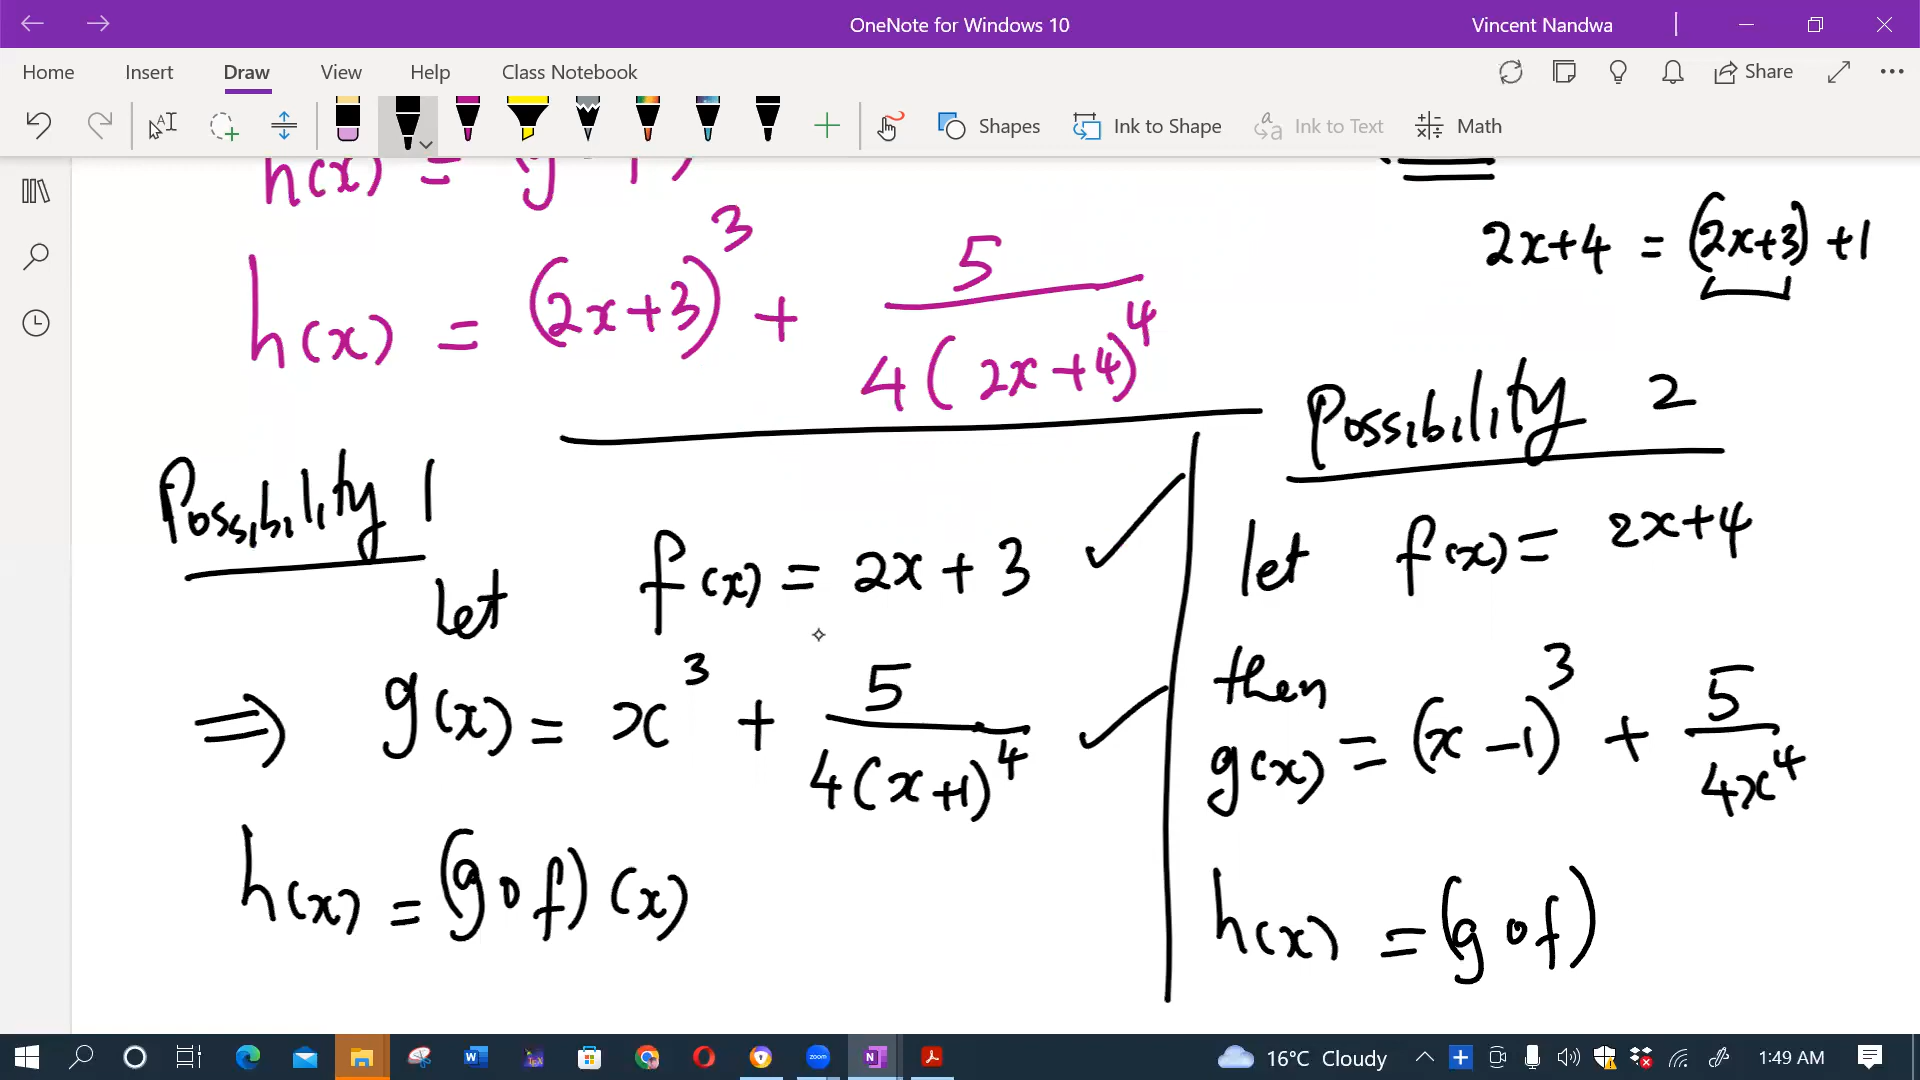 OneNote for Windows 10
Vincent Nandwa
Home Insert Draw View Help Class Notebook
Share
Shapes Ink to Shape Ink to Text Math
h(x) =
2x+4 = (2x+3) +1
h(x) = (2x+3)³ + 5/(4(2x+4)⁴)
Possibility 1
let f(x) = 2x+3
⇒ g(x) = x³ + 5/(4(x+1)⁴)
h(x) = (g∘f)(x)
Possibility 2
let f(x) = 2x+4
then
g(x) = (x-1)³ + 5/(4x⁴)
h(x) = (g∘f)
16°C Cloudy
1:49 AM